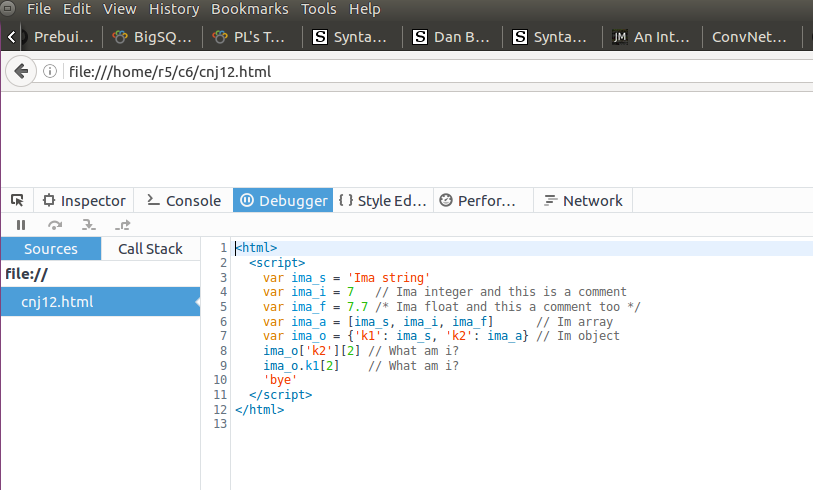 File Edit View History Bookmarks Tools Help
Prebui... BigSQ... PL's T... Synta... Dan B... Synta... JM An Int... ConvNet...
file:///home/r5/c6/cnj12.html
Inspector Console Debugger Style Ed... Perfor... Network
Sources Call Stack
file://
cnj12.html
1 <html>
2   <script>
3     var ima_s = 'Ima string'
4     var ima_i = 7   // Ima integer and this is a comment
5     var ima_f = 7.7 /* Ima float and this a comment too */
6     var ima_a = [ima_s, ima_i, ima_f]      // Im array
7     var ima_o = {'k1': ima_s, 'k2': ima_a} // Im object
8     ima_o['k2'][2] // What am i?
9     ima_o.k1[2]    // What am i?
10     'bye'
11   </script>
12 </html>
13